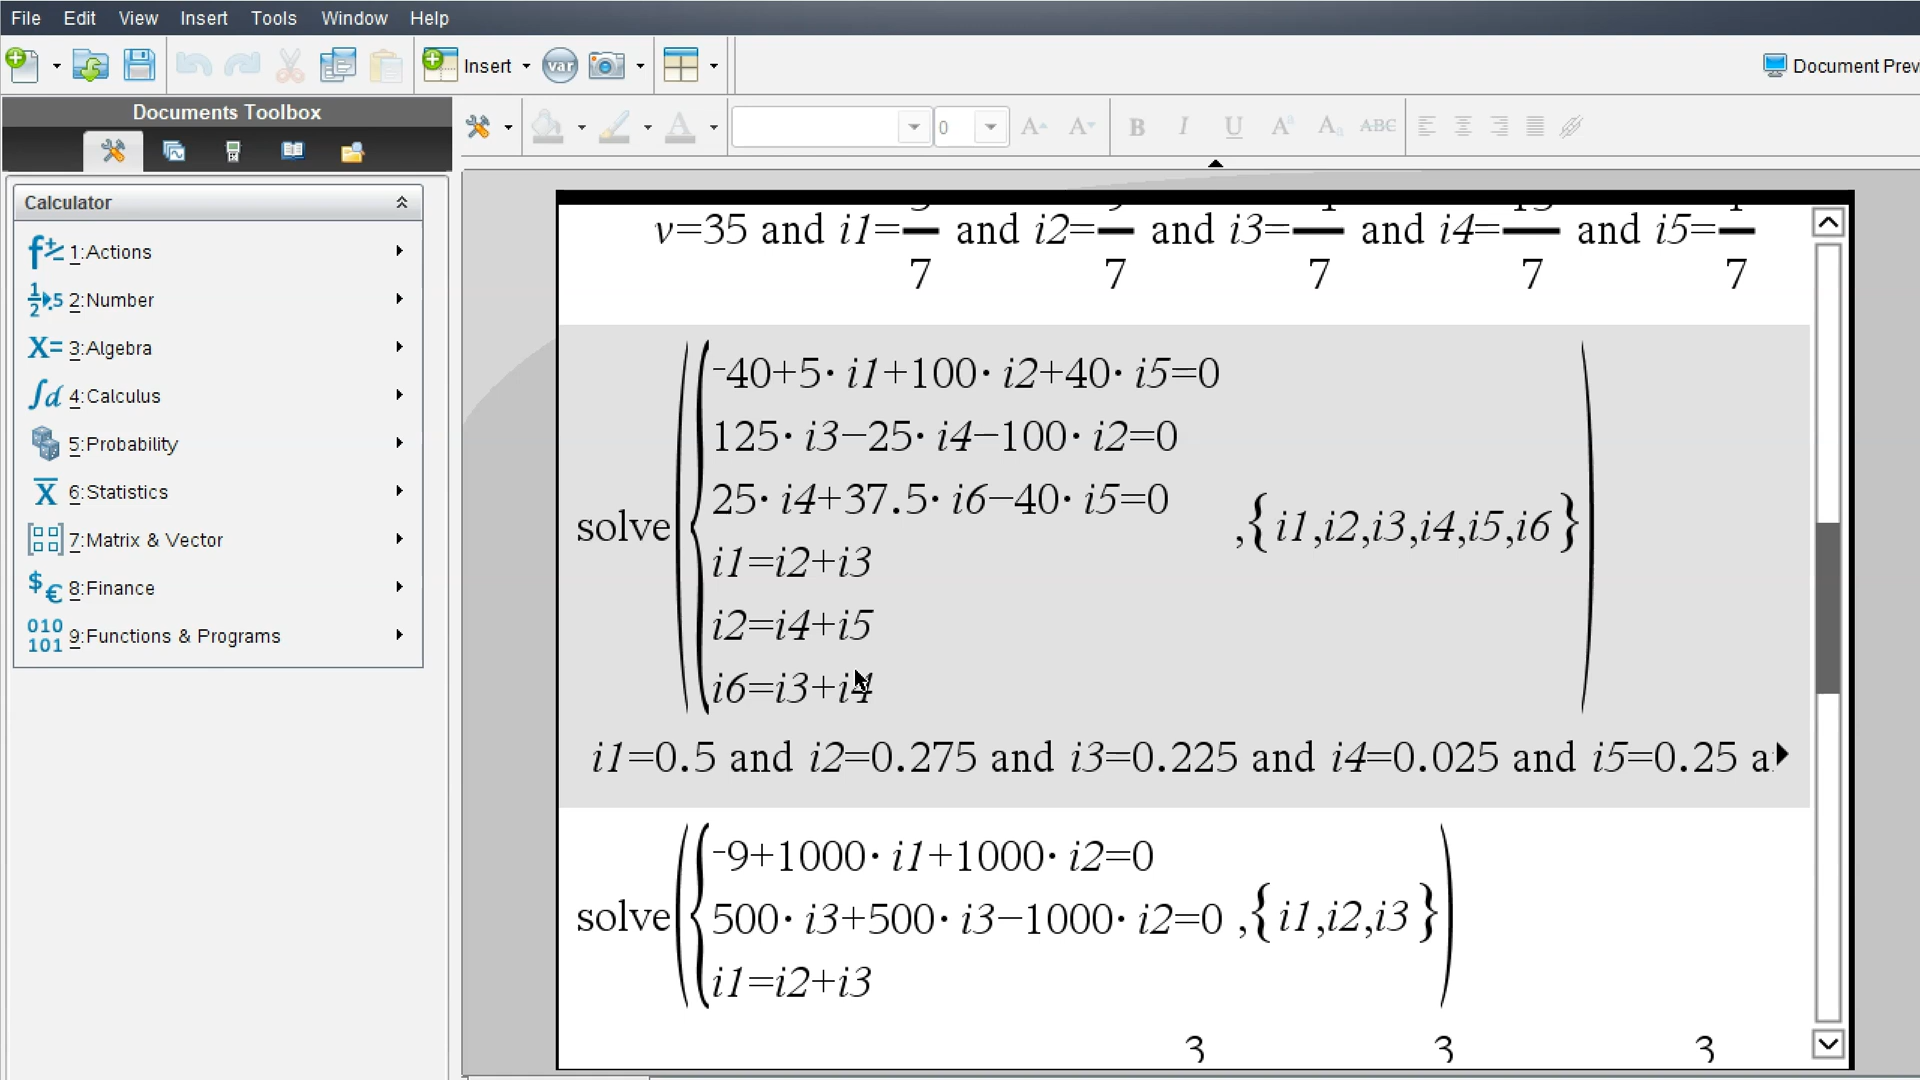 File Edit View Insert Tools Window Help
Insert var Document Prev
Documents Toolbox
0 B I U A A ABC
Calculator
1:Actions
2:Number
3:Algebra
4:Calculus
5:Probability
6:Statistics
7:Matrix & Vector
8:Finance
9:Functions & Programs
v=35 and i1= /7 and i2= /7 and i3= /7 and i4= /7 and i5= /7
solve({⁻40+5· i1+100· i2+40· i5=0
125· i3−25· i4−100· i2=0
25· i4+37.5· i6−40· i5=0
i1=i2+i3
i2=i4+i5
i6=i3+i4
,{i1,i2,i3,i4,i5,i6})
i1=0.5 and i2=0.275 and i3=0.225 and i4=0.025 and i5=0.25 a
solve({⁻9+1000· i1+1000· i2=0
500· i3+500· i3−1000· i2=0
i1=i2+i3
,{i1,i2,i3})
3 3 3